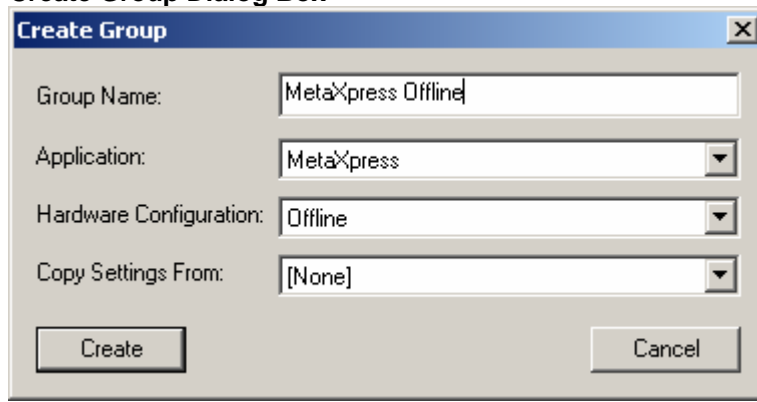 Create Group Dialog Box
Create Group
Group Name: MetaXpress Offline
Application: MetaXpress
Hardware Configuration: Offline
Copy Settings From: [None]
Create Cancel